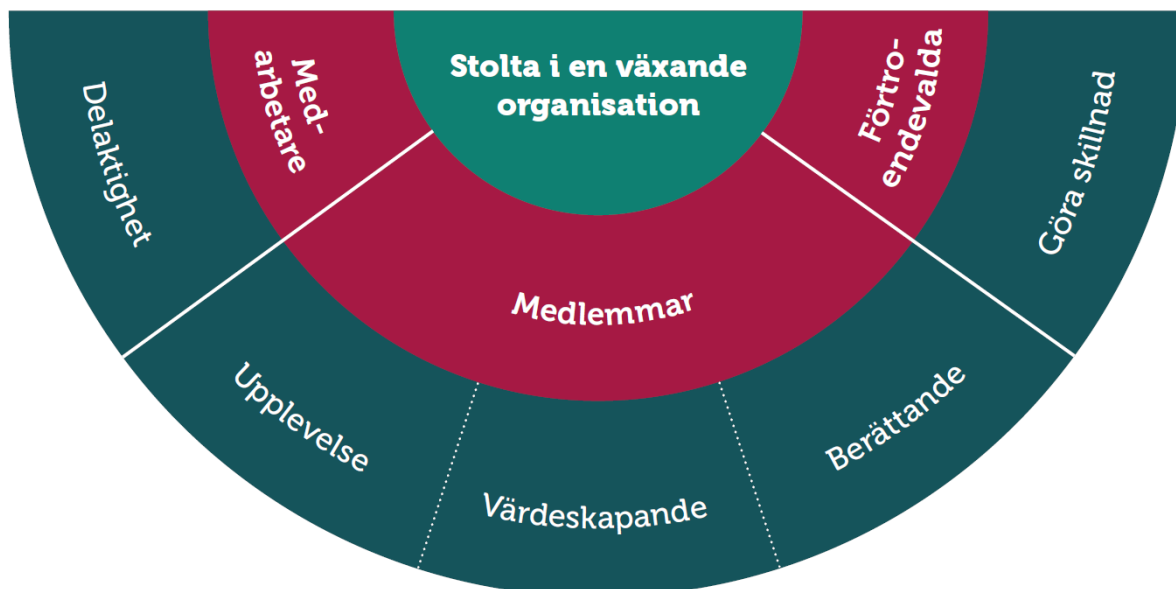 Stolta i en växande
organisation
Med-
arbetare
Medlemmar
Förtro-
endevalda
Delaktighet
Upplevelse
Värdeskapande
Berättande
Göra skillnad